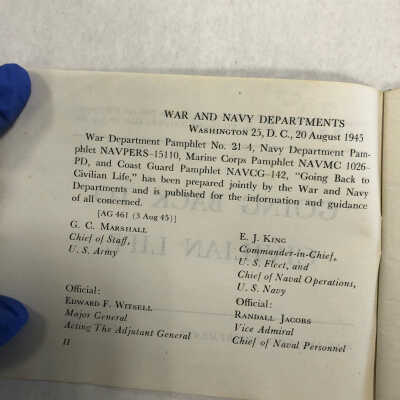 WAR AND NAVY DEPARTMENTS
WASHINGTON 25, D. C., 20 August 1945
War Department Pamphlet No. 21-4, Navy Department Pam-
phlet NAVPERS-15110, Marine Corps Pamphlet NAVMC 1026-
PD, and Coast Guard Pamphlet NAVCG-142, "Going Back to
Civilian Life," has been prepared jointly by the War and Navy
Departments and is published for the information and guidance
of all concerned.
[AG 461 (3 Aug 45)]
G. C. MARSHALL
Chief of Staff,
U. S. Army
E. J. KING
Commander-in-Chief,
U. S. Fleet, and
Chief of Naval Operations,
U. S. Navy
Official:
EDWARD F. WITSELL
Major General
Acting The Adjutant General
Official:
RANDALL JACOBS
Vice Admiral
Chief of Naval Personnel
II